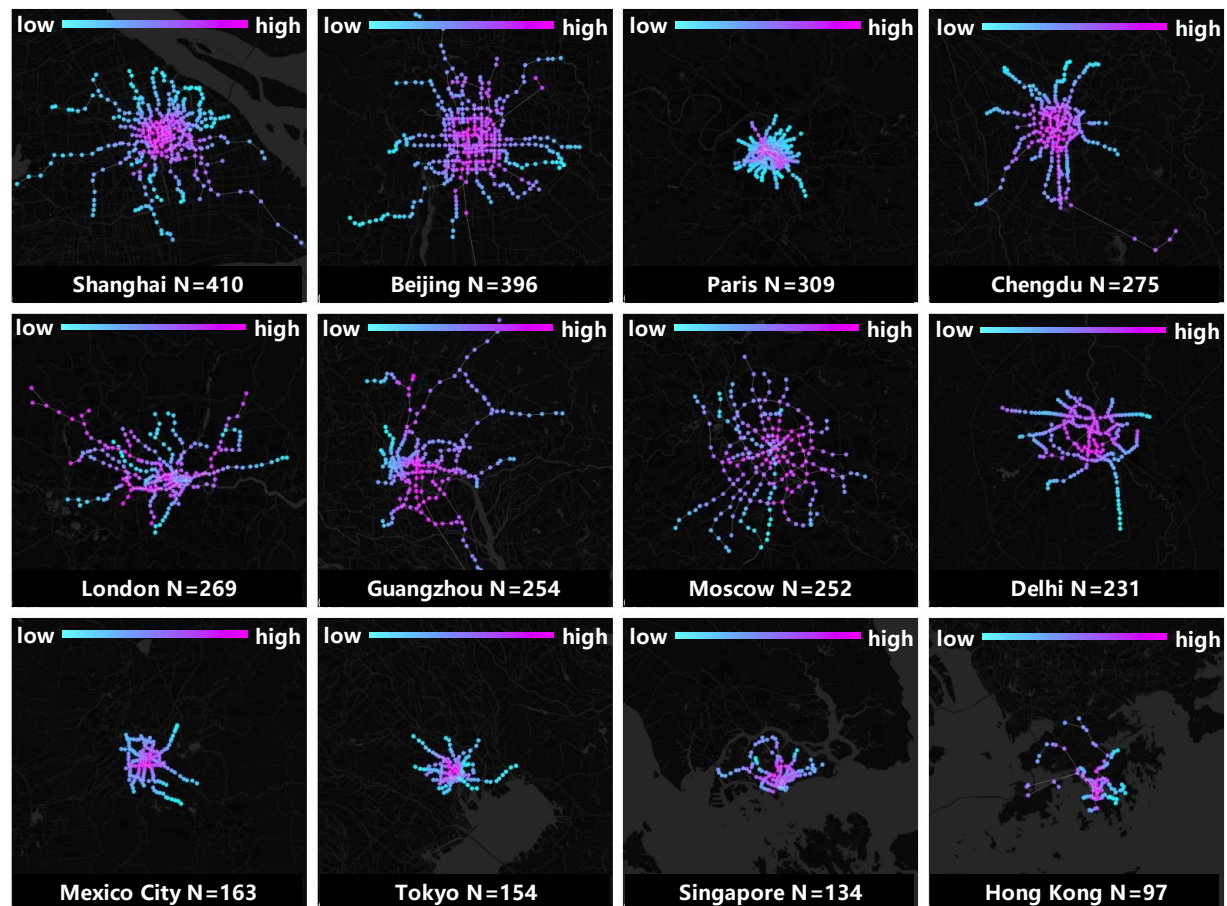 low high low high low high low high
Shanghai N=410 Beijing N=396 Paris N=309 Chengdu N=275
low high low high low high low high
London N=269 Guangzhou N=254 Moscow N=252 Delhi N=231
low high low high low high low high
Mexico City N=163 Tokyo N=154 Singapore N=134 Hong Kong N=97